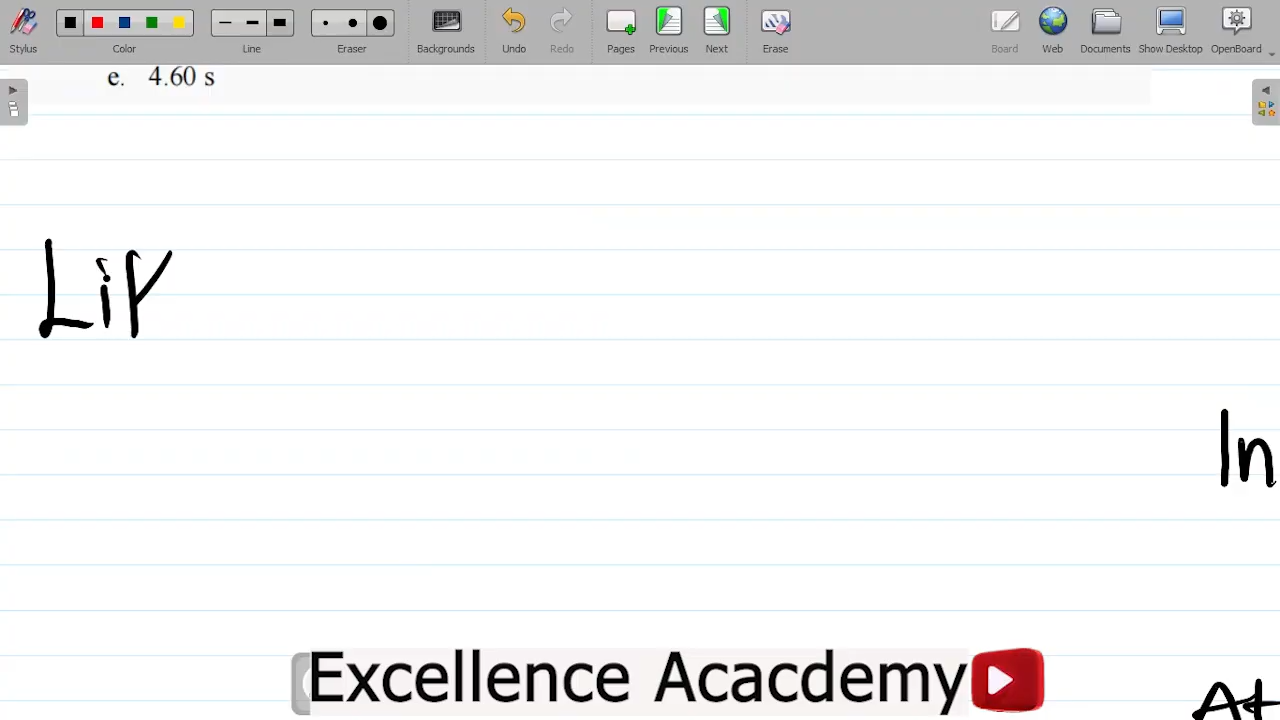 Stylus Color Line Eraser Backgrounds Undo Redo Pages Previous Next Erase Board Web Documents Show Desktop OpenBoard
e. 4.60 s
In
Excellence Acacdemy
At